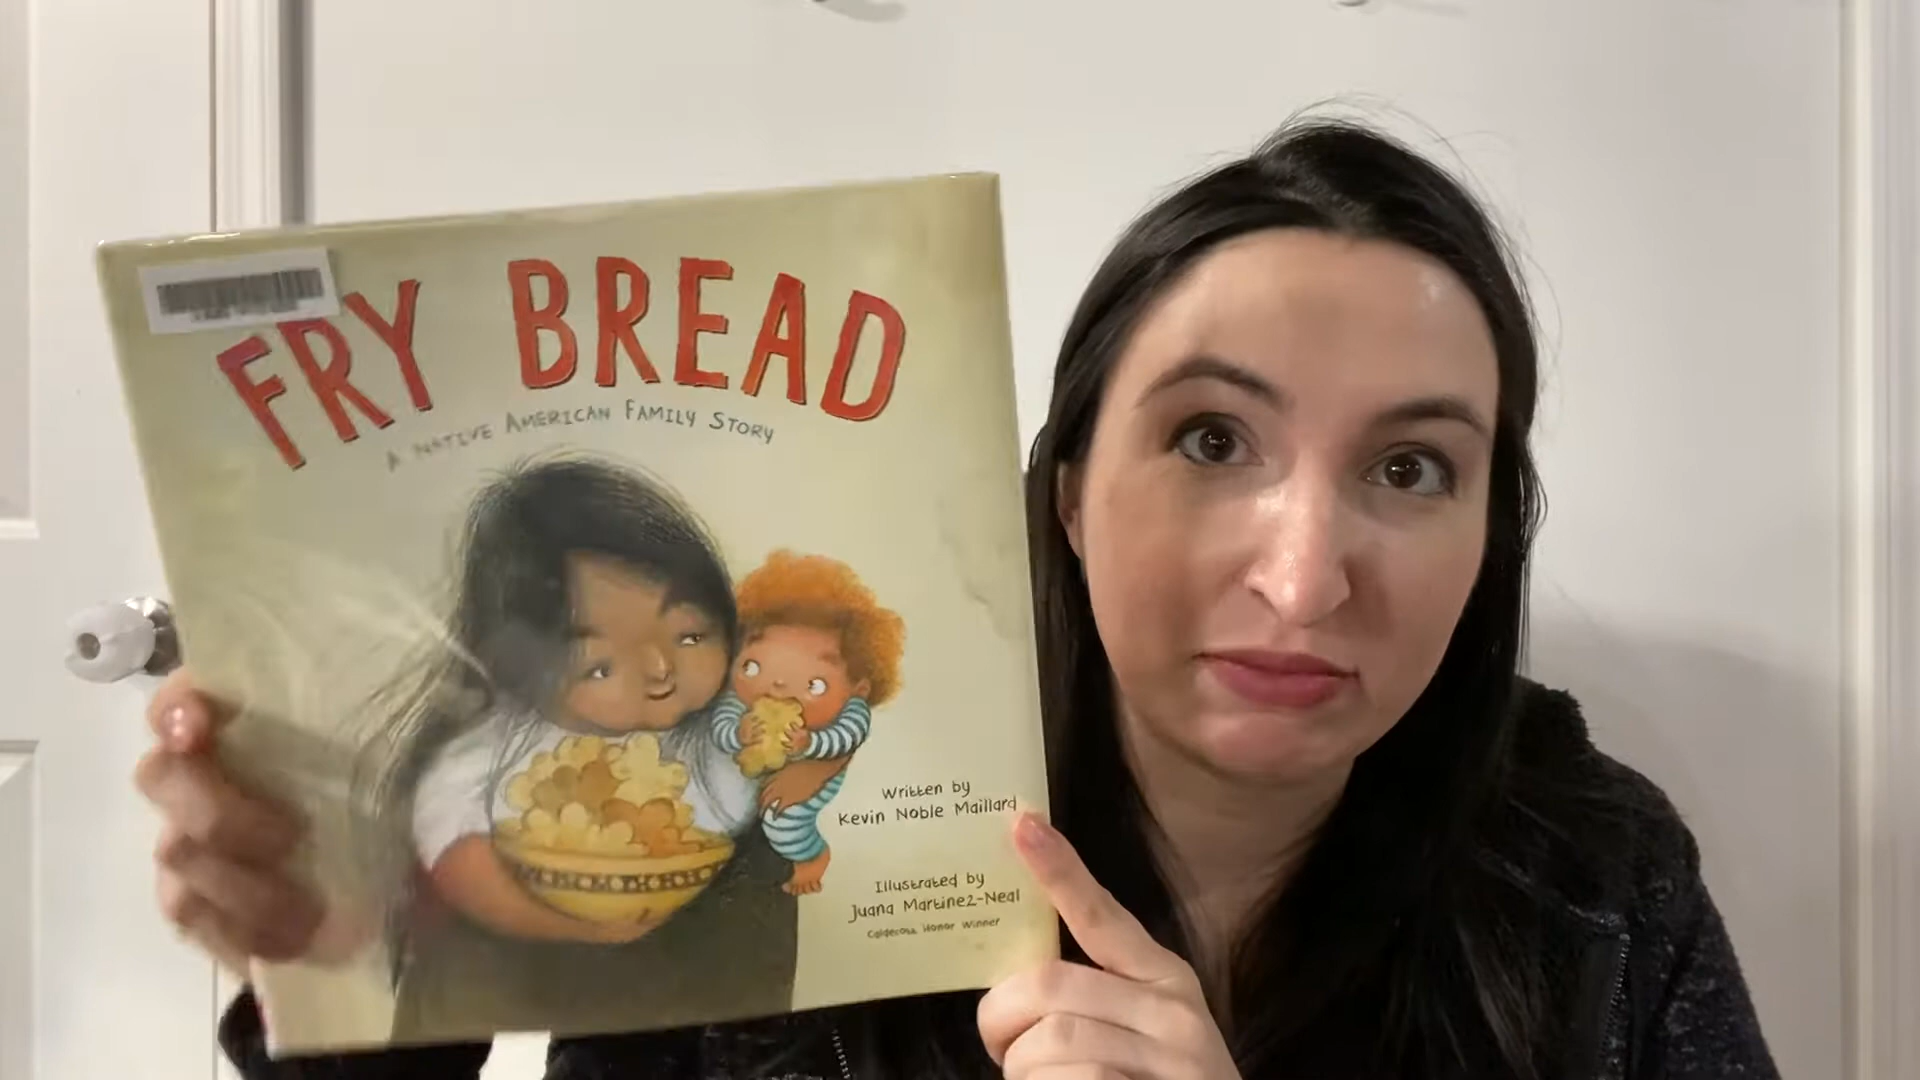 FRY BREAD
A NATIVE AMERICAN FAMILY STORY
Written by
Kevin Noble Maillard
Illustrated by
Juana Martinez-Neal
Caldecott Honor Winner